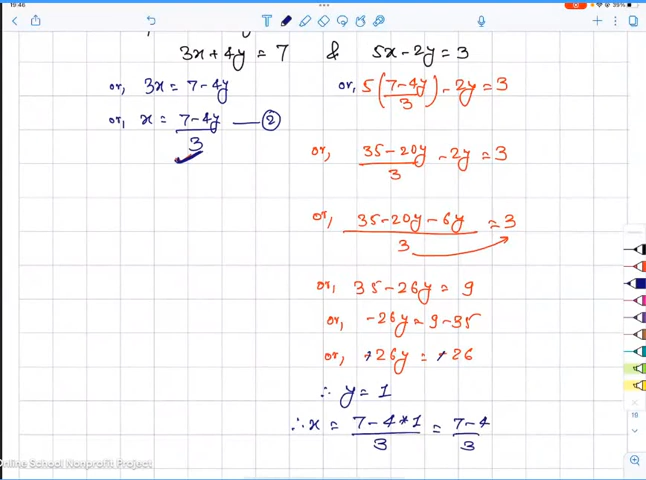 19:46
39%
3x + 4y = 7 & 5x - 2y = 3
or, 3x = 7 - 4y or, 5((7 - 4y)/3) - 2y = 3
or, x = (7 - 4y)/3 —— ②
or, (35 - 20y)/3 - 2y = 3
or, (35 - 20y - 6y)/3 = 3
or, 35 - 26y = 9
or, -26y = 9 - 35
or, -26y = -26
∴ y = 1
∴ x = (7 - 4*1)/3 = (7 - 4)/3
Online School Nonprofit Project